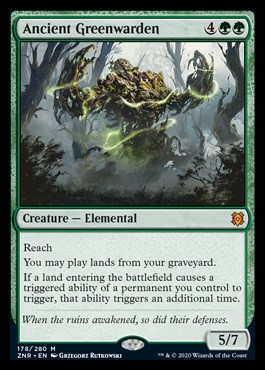 Ancient Greenwarden 4
Creature — Elemental
Reach
You may play lands from your graveyard.
If a land entering the battlefield causes a
triggered ability of a permanent you control to
trigger, that ability triggers an additional time.
When the ruins awakened, so did their defenses.
5/7
178/280 M
ZNR • EN Grzegorz Rutkowski
™ & © 2020 Wizards of the Coast